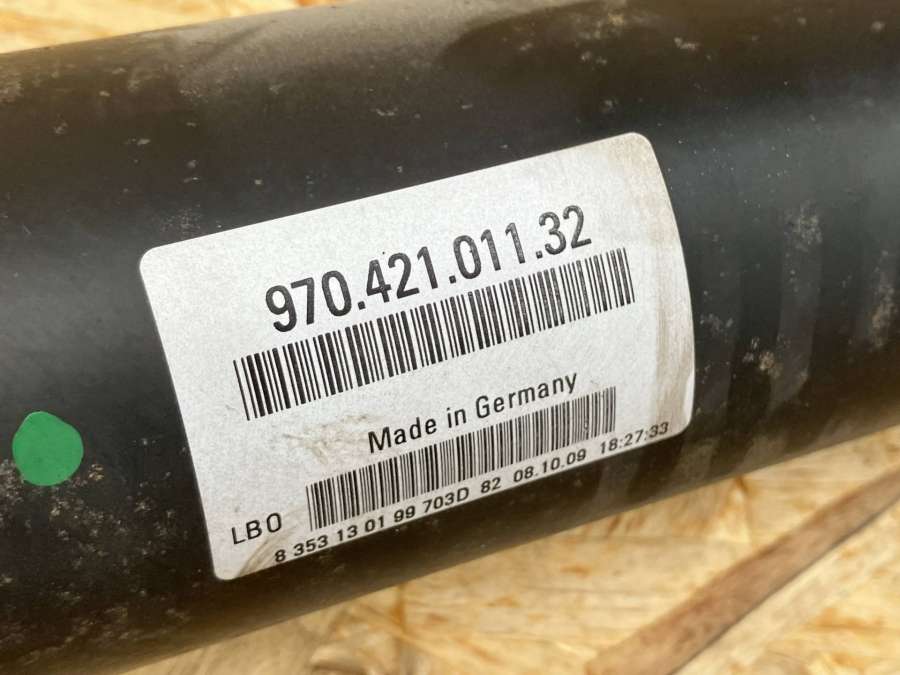 970.421.011.32
Made in Germany
LBO
8 353 13 01 99 703D 82 08.10.09 18:27:33